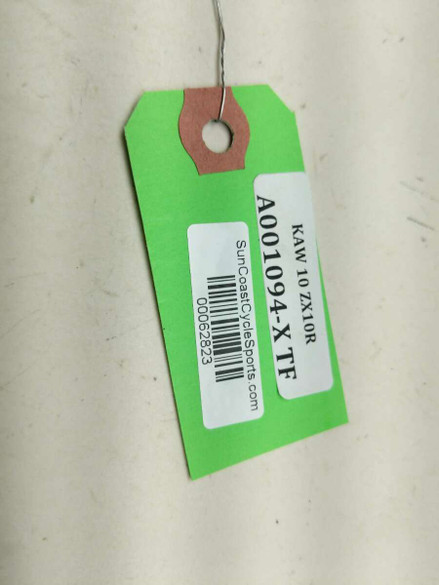 KAW 10 ZX10R
A001094-X TF
SunCoastCycleSports.com
00062823